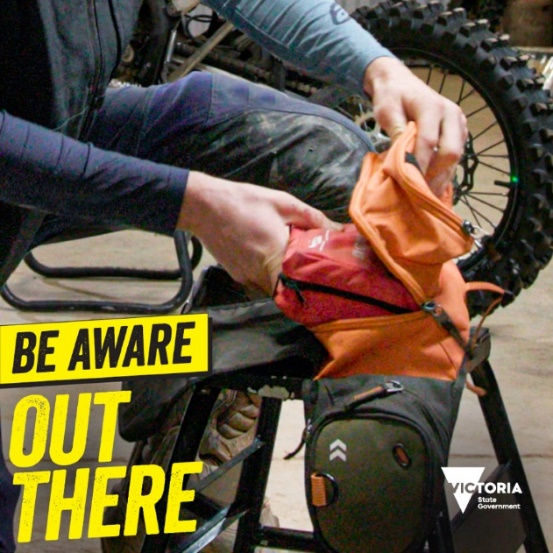 BE AWARE
OUT
THERE
VICTORIA
State
Government